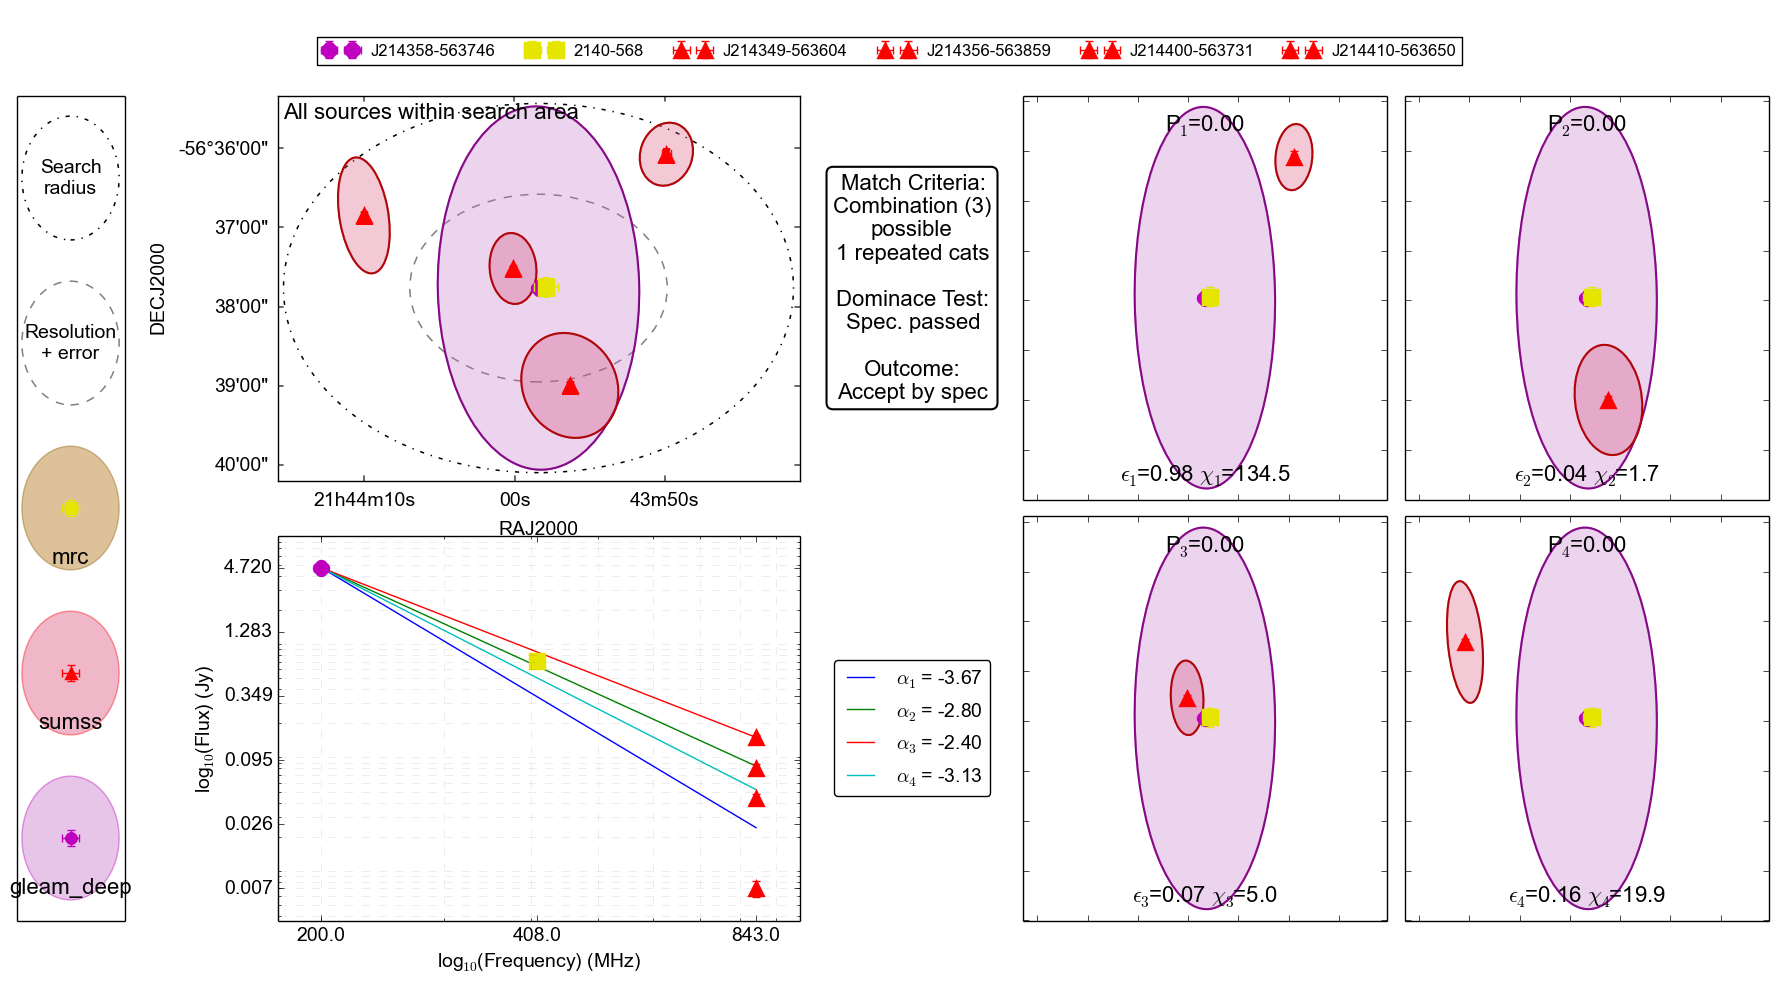 J214358-563746 2140-568 J214349-563604 J214356-563859 J214400-563731 J214410-563650
Search
radius
Resolution
+ error
mrc
sumss
gleam_deep
All sources within search area
DECJ2000
-56°36'00"
37'00"
38'00"
39'00"
40'00"
21h44m10s 00s 43m50s
RAJ2000
Match Criteria:
Combination (3)
possible
1 repeated cats
Dominace Test:
Spec. passed
Outcome:
Accept by spec
P1=0.00
ϵ1=0.98 χ1=134.5
P2=0.00
ϵ2=0.04 χ2=1.7
log10(Flux) (Jy)
4.720
1.283
0.349
0.095
0.026
0.007
200.0 408.0 843.0
log10(Frequency) (MHz)
α1 = -3.67
α2 = -2.80
α3 = -2.40
α4 = -3.13
P3=0.00
ϵ3=0.07 χ3=5.0
P4=0.00
ϵ4=0.16 χ4=19.9